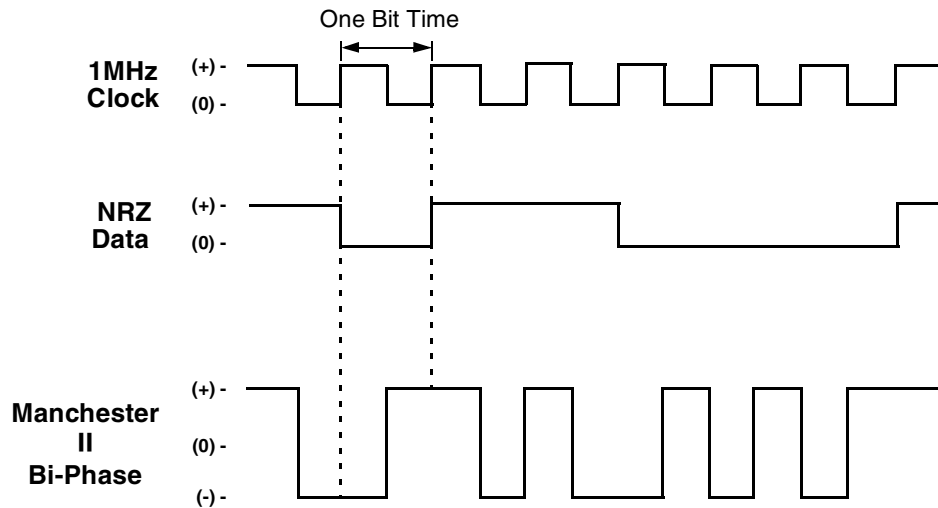 One Bit Time
1MHz
Clock
(+) -
(0) -
NRZ
Data
(+) -
(0) -
Manchester
II
Bi-Phase
(+) -
(0) -
(-) -